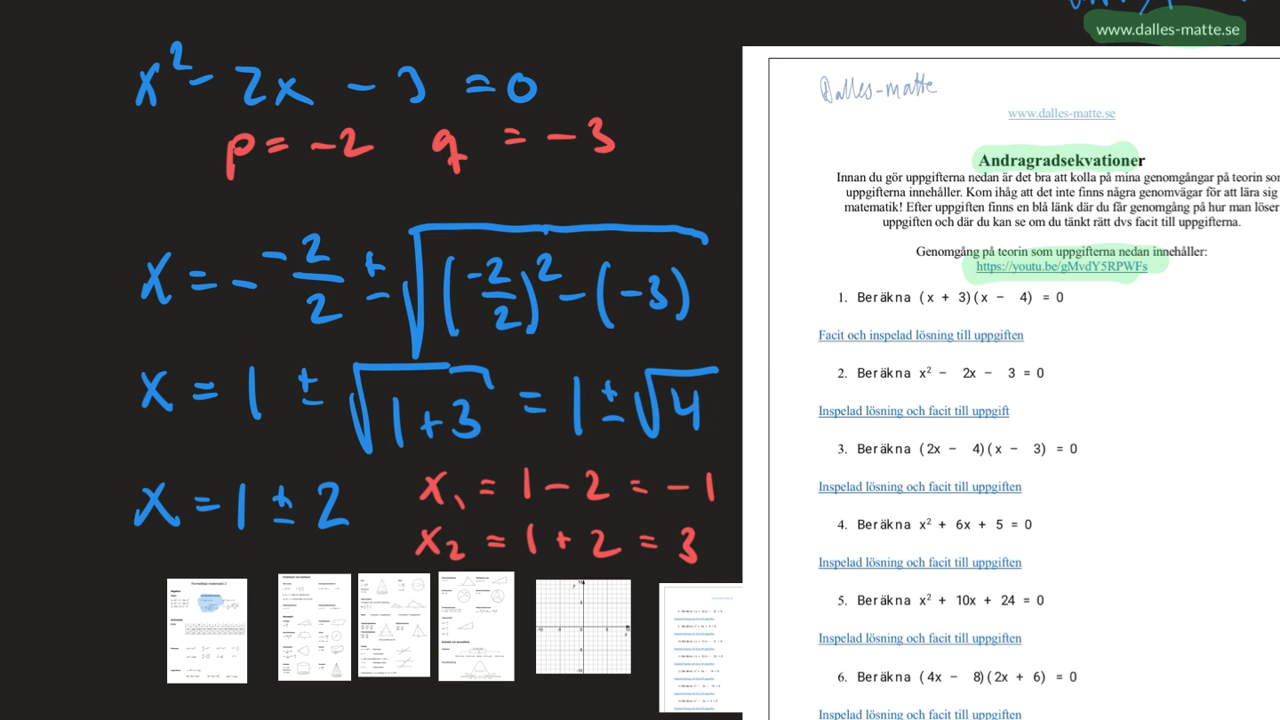 www.dalles-matte.se
x² - 2x - 3 = 0
p = -2 q = -3
x = - -2/2 ± √((-2/2)² - (-3))
x = 1 ± √(1+3) = 1 ± √4
x = 1 ± 2
x₁ = 1 - 2 = -1
x₂ = 1 + 2 = 3
Dalles-matte
www.dalles-matte.se
Andragradsekvationer
Innan du gör uppgifterna nedan är det bra att kolla på mina genomgångar på teorin som
uppgifterna innehåller. Kom ihåg att det inte finns några genomvägar för att lära sig
matematik! Efter uppgiften finns en blå länk där du får genomgång på hur man löser
uppgiften och där du kan se om du tänkt rätt dvs facit till uppgifterna.
Genomgång på teorin som uppgifterna nedan innehåller:
https://youtu.be/gMvdY5RPWFs
1. Beräkna (x + 3)(x − 4) = 0
Facit och inspelad lösning till uppgiften
2. Beräkna x² − 2x − 3 = 0
Inspelad lösning och facit till uppgift
3. Beräkna (2x − 4)(x − 3) = 0
Inspelad lösning och facit till uppgiften
4. Beräkna x² + 6x + 5 = 0
Inspelad lösning och facit till uppgiften
5. Beräkna x² + 10x + 24 = 0
Inspelad lösning och facit till uppgiften
6. Beräkna (4x − 8)(2x + 6) = 0
Inspelad lösning och facit till uppgiften